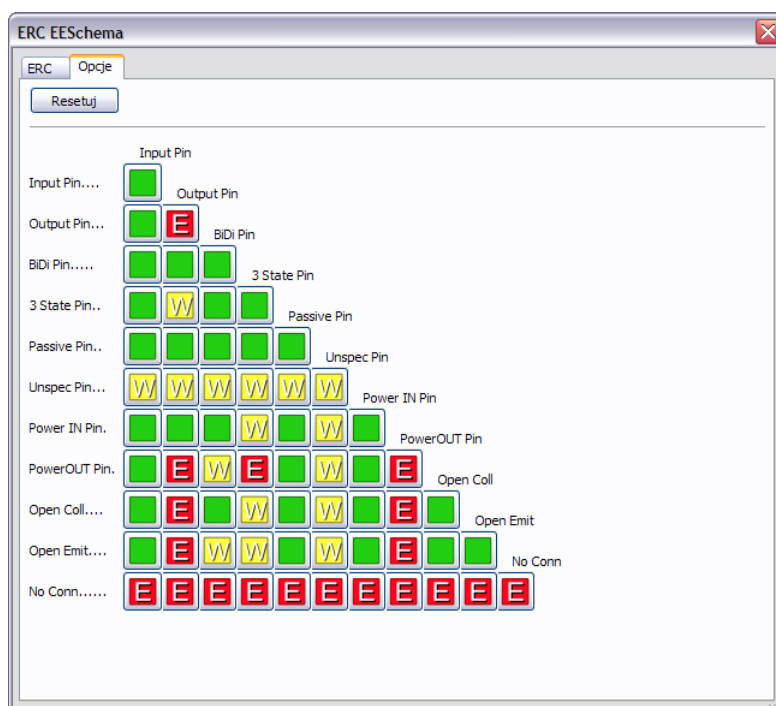 ERC EESchema
ERC Opcje
Resetuj
Input Pin
Input Pin....
Output Pin
Output Pin... E
BiDi Pin
BiDi Pin.....
3 State Pin
3 State Pin.. W
Passive Pin
Passive Pin..
Unspec Pin
Unspec Pin... W W W W W W
Power IN Pin
Power IN Pin. W W
PowerOUT Pin
PowerOUT Pin. E W E W E
Open Coll
Open Coll.... E W W E
Open Emit
Open Emit.... E W W W E
No Conn
No Conn...... E E E E E E E E E E E